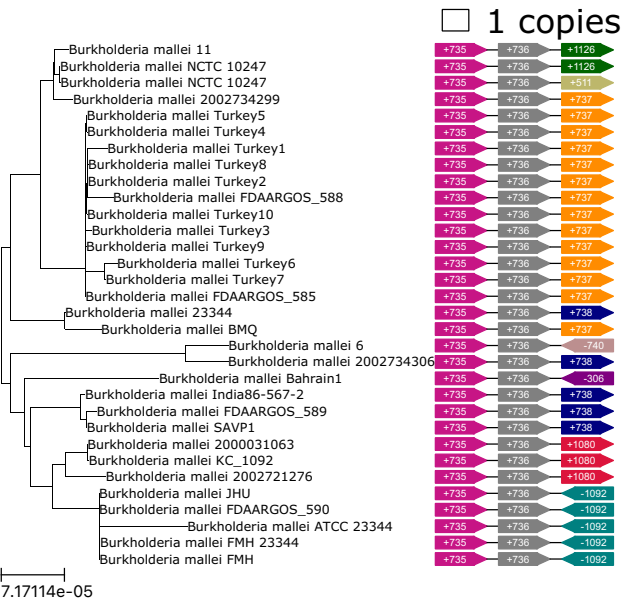 1 copies
Burkholderia mallei 11 +735 +736 +1126
Burkholderia mallei NCTC 10247 +735 +736 +1126
Burkholderia mallei NCTC 10247 +735 +736 +511
Burkholderia mallei 2002734299 +735 +736 +737
Burkholderia mallei Turkey5 +735 +736 +737
Burkholderia mallei Turkey4 +735 +736 +737
Burkholderia mallei Turkey1 +735 +736 +737
Burkholderia mallei Turkey8 +735 +736 +737
Burkholderia mallei Turkey2 +735 +736 +737
Burkholderia mallei FDAARGOS_588 +735 +736 +737
Burkholderia mallei Turkey10 +735 +736 +737
Burkholderia mallei Turkey3 +735 +736 +737
Burkholderia mallei Turkey9 +735 +736 +737
Burkholderia mallei Turkey6 +735 +736 +737
Burkholderia mallei Turkey7 +735 +736 +737
Burkholderia mallei FDAARGOS_585 +735 +736 +737
Burkholderia mallei 23344 +735 +736 +738
Burkholderia mallei BMQ +735 +736 +737
Burkholderia mallei 6 +735 +736 -740
Burkholderia mallei 2002734306 +735 +736 +738
Burkholderia mallei Bahrain1 +735 +736 -306
Burkholderia mallei India86-567-2 +735 +736 +738
Burkholderia mallei FDAARGOS_589 +735 +736 +738
Burkholderia mallei SAVP1 +735 +736 +738
Burkholderia mallei 2000031063 +735 +736 +1080
Burkholderia mallei KC_1092 +735 +736 +1080
Burkholderia mallei 2002721276 +735 +736 +1080
Burkholderia mallei JHU +735 +736 -1092
Burkholderia mallei FDAARGOS_590 +735 +736 -1092
Burkholderia mallei ATCC 23344 +735 +736 -1092
Burkholderia mallei FMH 23344 +735 +736 -1092
Burkholderia mallei FMH +735 +736 -1092
7.17114e-05